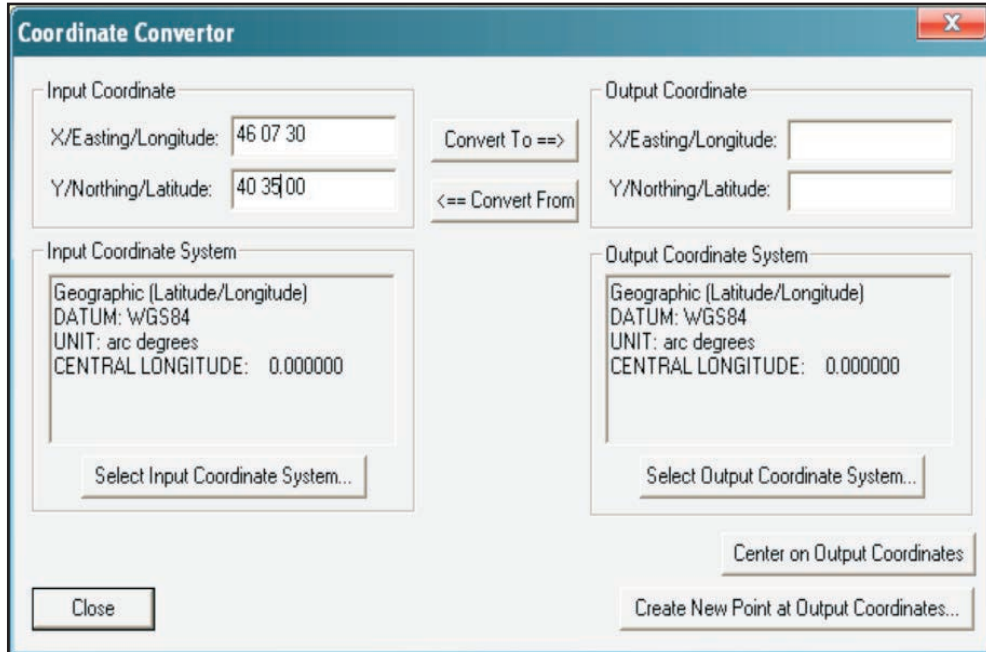 Coordinate Convertor
X
Input Coordinate
X/Easting/Longitude: 46 07 30
Y/Northing/Latitude: 40 35 00
Convert To ==>
<== Convert From
Output Coordinate
X/Easting/Longitude:
Y/Northing/Latitude:
Input Coordinate System
Geographic (Latitude/Longitude)
DATUM: WGS84
UNIT: arc degrees
CENTRAL LONGITUDE: 0.000000
Select Input Coordinate System...
Output Coordinate System
Geographic (Latitude/Longitude)
DATUM: WGS84
UNIT: arc degrees
CENTRAL LONGITUDE: 0.000000
Select Output Coordinate System...
Center on Output Coordinates
Close
Create New Point at Output Coordinates...